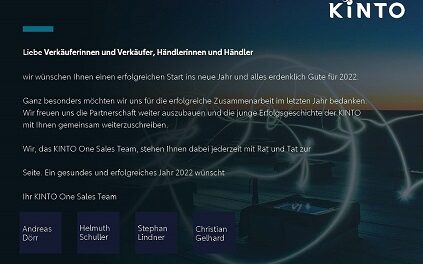 KINTO
Liebe Verkäuferinnen und Verkäufer, Händlerinnen und Händler
wir wünschen Ihnen einen erfolgreichen Start ins neue Jahr und alles erdenklich Gute für 2022.
Ganz besonders möchten wir uns für die erfolgreiche Zusammenarbeit im letzten Jahr bedanken.
Wir freuen uns die Partnerschaft weiter auszubauen und die junge Erfolgsgeschichte der KINTO
mit Ihnen gemeinsam weiterzuschreiben.
Wir, das KINTO One Sales Team, stehen Ihnen dabei jederzeit mit Rat und Tat zur
Seite. Ein gesundes und erfolgreiches Jahr 2022 wünscht
Ihr KINTO One Sales Team
Andreas
Dörr
Helmuth
Schuller
Stephan
Lindner
Christian
Gelhard